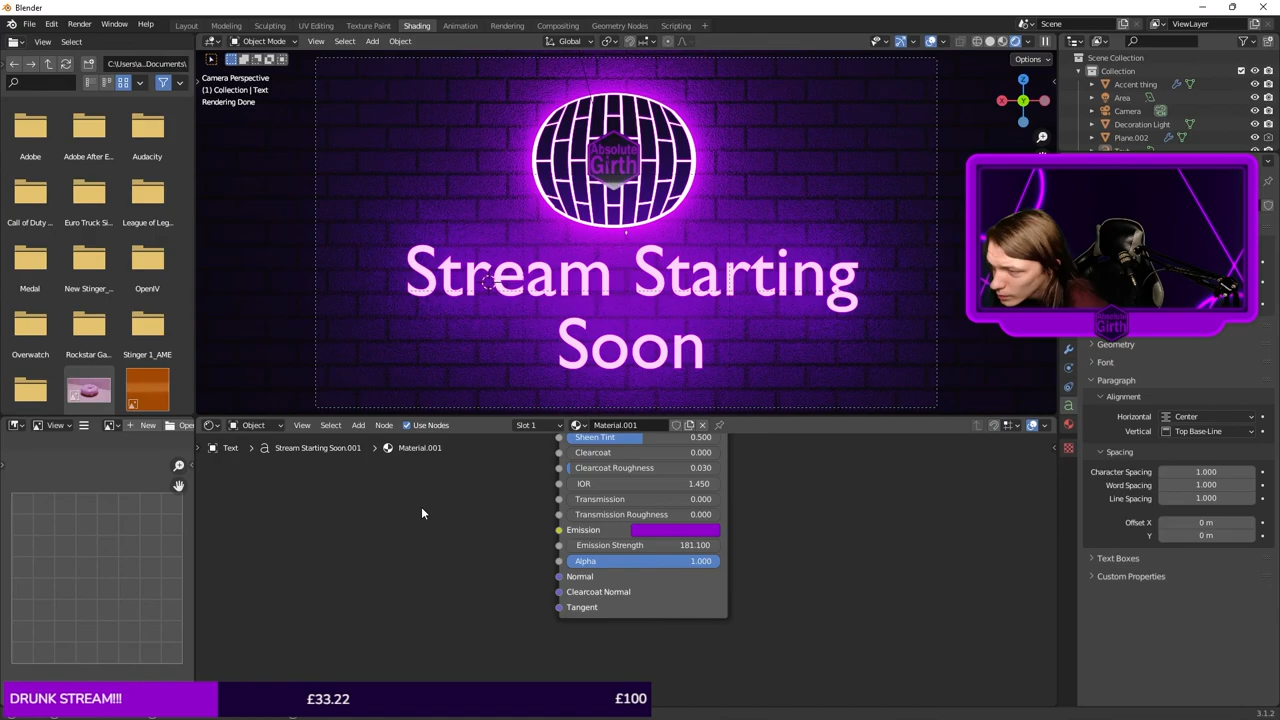 Blender
File Edit Render Window Help Layout Modeling Sculpting UV Editing Texture Paint Shading Animation Rendering Compositing Geometry Nodes Scripting + Scene ViewLayer
View Select Object Mode View Select Add Object Global
C:\Users\a...Documents\ Options
Camera Perspective
(1) Collection | Text
Rendering Done
Scene Collection
Collection
Accent thing
Area
Camera
Decoration Light
Plane.002
Adobe Adobe After E... Audacity
Call of Duty ... Euro Truck Si... League of Leg...
Medal New Stinger_... OpenIV
Overwatch Rockstar Ga... Stinger 1_AME
Absolute
Girth
Stream Starting
Soon
X Y Z
Absolute
Girth
Geometry
Font
Paragraph
Alignment
Horizontal Center
Vertical Top Base-Line
Spacing
Character Spacing 1.000
Word Spacing 1.000
Line Spacing 1.000
Offset X 0 m
Y 0 m
Text Boxes
Custom Properties
View + New Open
Object View Select Add Node Use Nodes Slot 1 Material.001
Text > Stream Starting Soon.001 > Material.001
Sheen Tint 0.500
Clearcoat 0.000
Clearcoat Roughness 0.030
IOR 1.450
Transmission 0.000
Transmission Roughness 0.000
Emission
Emission Strength 181.100
Alpha 1.000
Normal
Clearcoat Normal
Tangent
DRUNK STREAM!!! £33.22 £100
3.1.2